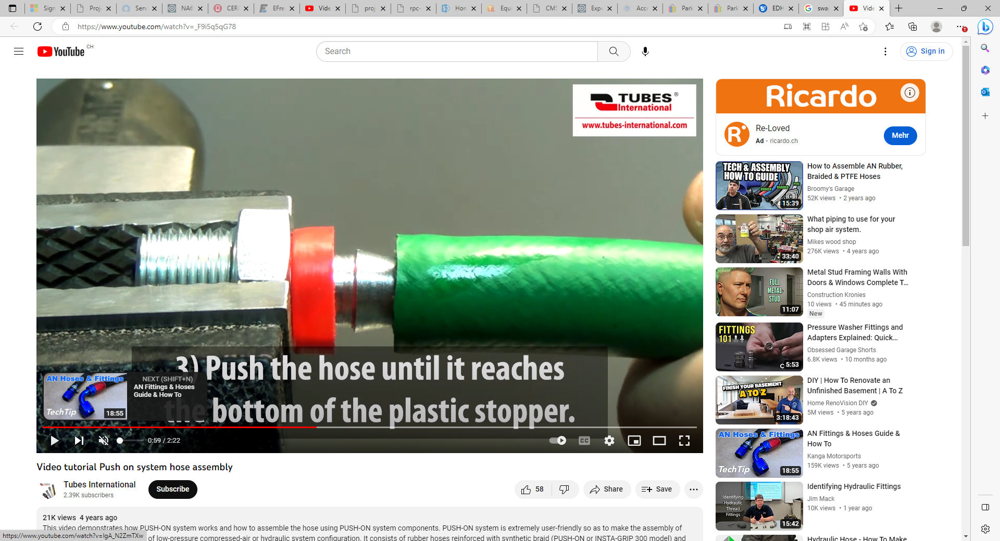 Sign
Proj
Serv
NA6
CERI
EFre
Vide
proj
rpc-
Hom
Equi
CMS
Expe
Acce
Park
Park
EDH
swa
Vide
https://www.youtube.com/watch?v=_F9i5q5qG78
YouTube CH
Search
Sign in
TUBES ®
International
www.tubes-international.com
3) Push the hose until it reaches
the bottom of the plastic stopper.
AN Hoses & Fittings
TechTip
18:55
NEXT (SHIFT+N)
AN Fittings & Hoses
Guide & How To
0:59 / 2:22
CC
Video tutorial Push on system hose assembly
Tubes International
2.39K subscribers
Subscribe
58
Share
Save
21K views 4 years ago
This video demonstrates how PUSH-ON system works and how to assemble the hose using PUSH-ON system components. PUSH-ON system is extremely user-friendly so as to make the assembly of
of low-pressure compressed-air or hydraulic system configuration. It consists of rubber hoses reinforced with synthetic braid (PUSH-ON or INSTA-GRIP 300 model) and
https://www.youtube.com/watch?v=IgA_N2ZmTXw
Ricardo
R
Re-Loved
Ad · ricardo.ch
Mehr
TECH & ASSEMBLY
HOW TO GUIDE
RUBBER
BRAIDED
PTFE
15:39
How to Assemble AN Rubber,
Braided & PTFE Hoses
Broomy's Garage
52K views • 2 years ago
33:40
What piping to use for your
shop air system.
Mikes wood shop
276K views • 4 years ago
FULL
METAL
STUD
11:07
Metal Stud Framing Walls With
Doors & Windows Complete T...
Construction Kronies
10 views • 45 minutes ago
New
FITTINGS
101
5:53
Pressure Washer Fittings and
Adapters Explained: Quick...
Obsessed Garage Shorts
6.8K views • 10 months ago
FINISH YOUR BASEMENT
A TO Z
3:18:43
DIY | How To Renovate an
Unfinished Basement | A To Z
Home RenoVision DIY
5M views • 5 years ago
AN Hoses & Fittings
TechTip
18:55
AN Fittings & Hoses Guide &
How To
Kanga Motorsports
159K views • 5 years ago
Identifying
Hydraulic
Thread
Fittings
15:42
Identifying Hydraulic Fittings
Jim Mack
10K views • 1 year ago
Hydraulic Hose - How To Make